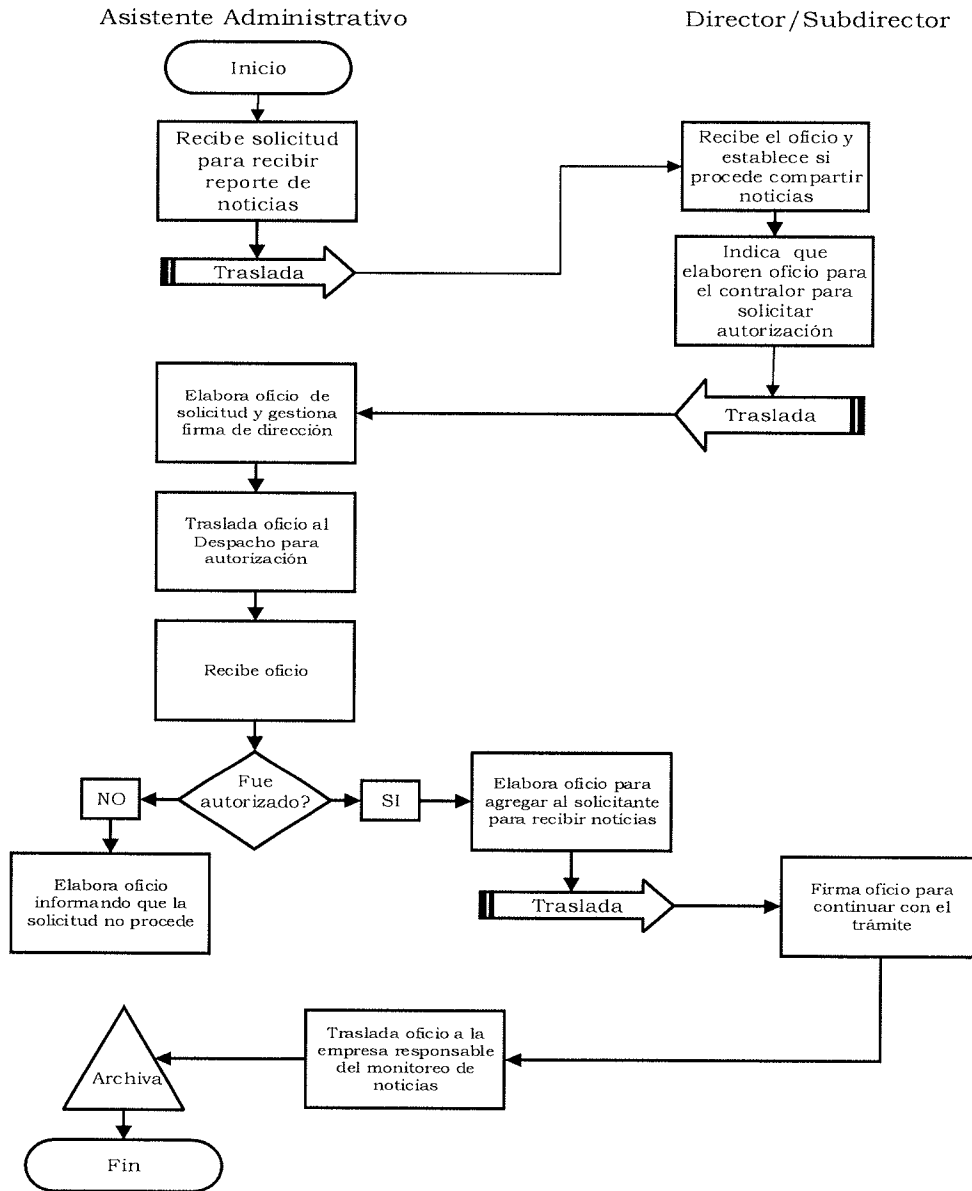 Asistente Administrativo
Director/Subdirector
Inicio
Recibe solicitud
para recibir
reporte de
noticias
Traslada
Recibe el oficio y
establece si
procede compartir
noticias
Indica que
elaboren oficio para
el contralor para
solicitar
autorización
Traslada
Elabora oficio de
solicitud y gestiona
firma de dirección
Traslada oficio al
Despacho para
autorización
Recibe oficio
Fue
autorizado?
NO
SI
Elabora oficio
informando que la
solicitud no procede
Elabora oficio para
agregar al solicitante
para recibir noticias
Traslada
Firma oficio para
continuar con el
trámite
Traslada oficio a la
empresa responsable
del monitoreo de
noticias
Archiva
Fin